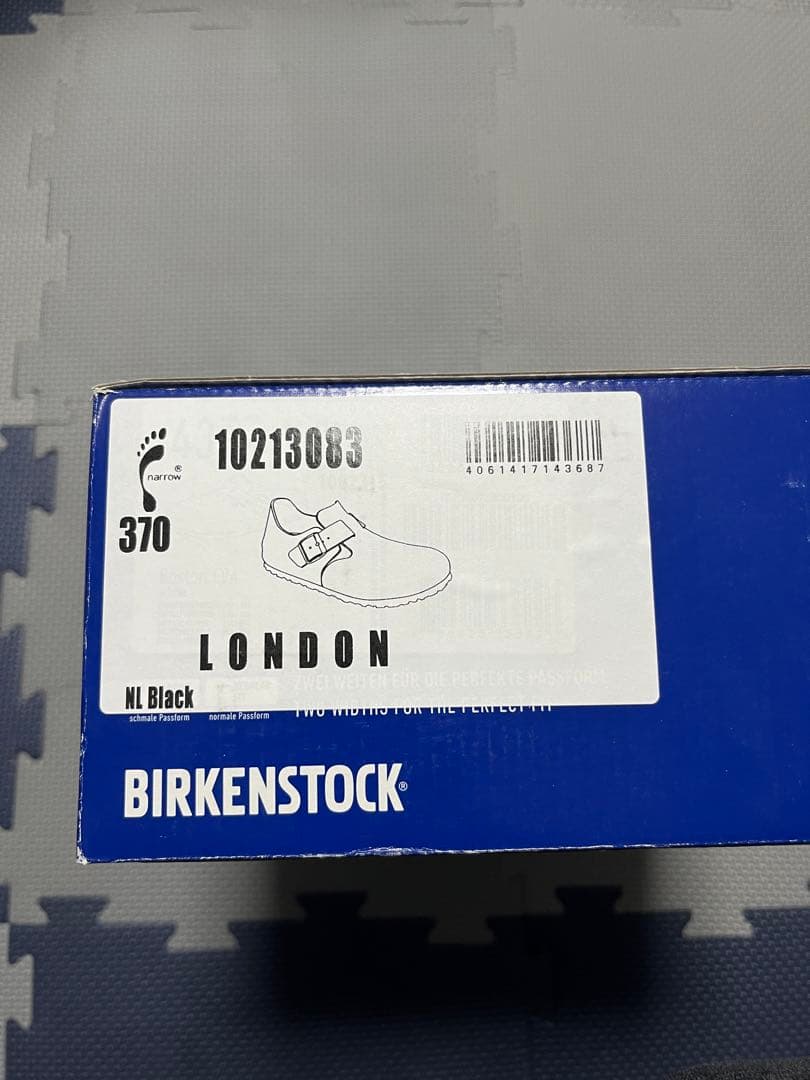 narrow®
10213083
4061417143687
370
LONDON
NL Black
schmale Passform
normale Passform
ZWEI WEITEN FÜR DIE PERFEKTE PASSFORM
TWO WIDTHS FOR THE PERFECT FIT
BIRKENSTOCK®